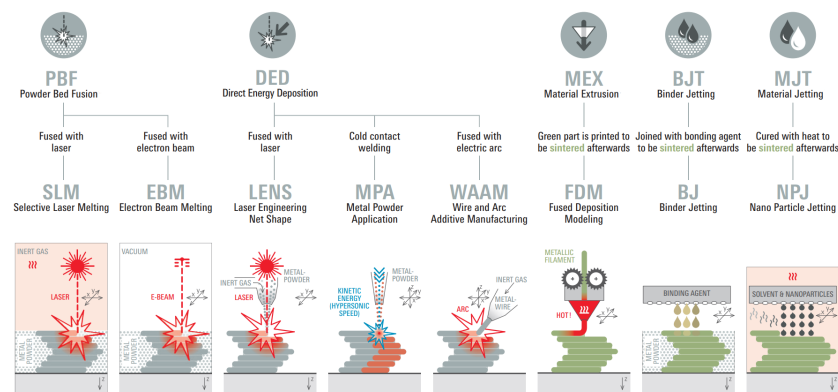 PBF
Powder Bed Fusion
DED
Direct Energy Deposition
MEX
Material Extrusion
BJT
Binder Jetting
MJT
Material Jetting
Fused with
laser
Fused with
electron beam
Fused with
laser
Cold contact
welding
Fused with
electric arc
Green part is printed to
be sintered afterwards
Joined with bonding agent
to be sintered afterwards
Cured with heat to
be sintered afterwards
SLM
Selective Laser Melting
EBM
Electron Beam Melting
LENS
Laser Engineering
Net Shape
MPA
Metal Powder
Application
WAAM
Wire and Arc
Additive Manufacturing
FDM
Fused Deposition
Modeling
BJ
Binder Jetting
NPJ
Nano Particle Jetting
INERT GAS
LASER
x
y
METAL
POWDER
z
VACUUM
E-BEAM
x
y
METAL
POWDER
z
METAL-
POWDER
INERT GAS
LASER
x
y
z
METAL-
POWDER
KINETIC
ENERGY
(HYPERSONIC
SPEED)
x
y
z
INERT GAS
METAL-
WIRE
ARC
x
y
z
METALLIC
FILAMENT
HOT!
x
y
z
BINDING AGENT
x
y
METAL
POWDER
z
SOLVENT & NANOPARTICLES
x
y
z